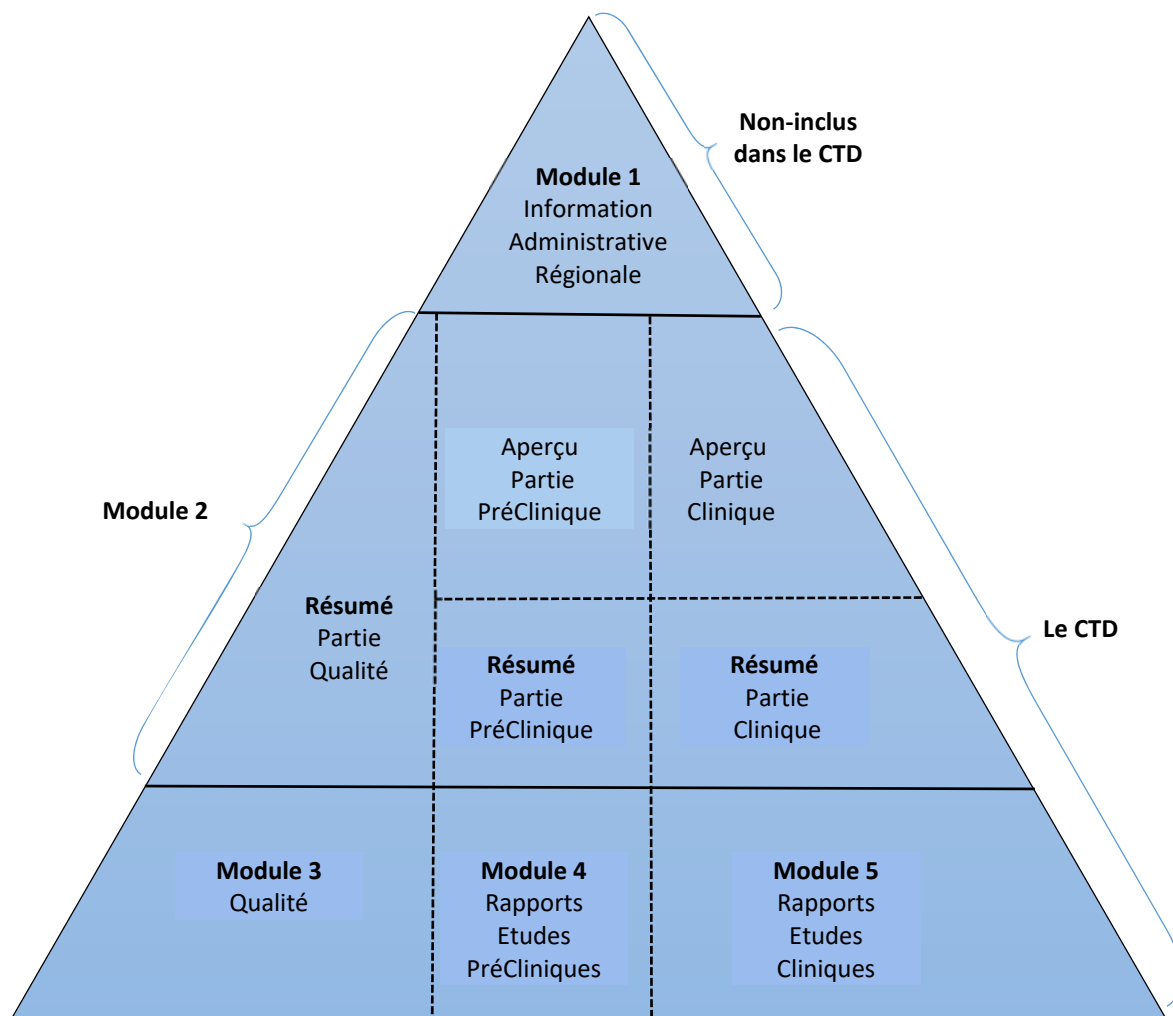 Non-inclus
dans le CTD
Module 1
Information
Administrative
Régionale
Module 2
Aperçu
Partie
PréClinique
Aperçu
Partie
Clinique
Résumé
Partie
Qualité
Résumé
Partie
PréClinique
Résumé
Partie
Clinique
Le CTD
Module 3
Qualité
Module 4
Rapports
Etudes
PréCliniques
Module 5
Rapports
Etudes
Cliniques